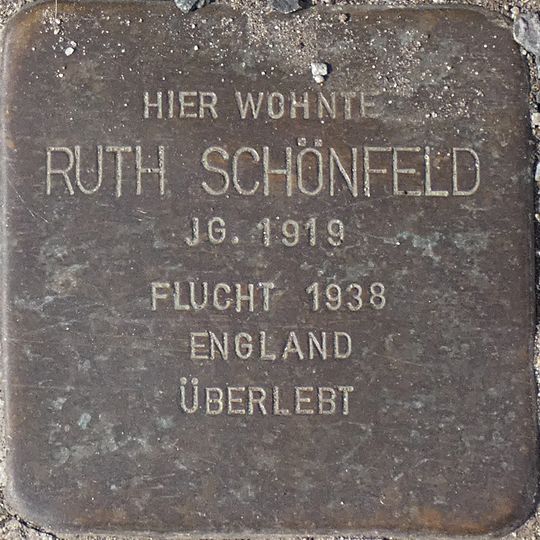 HIER WOHNTE
RUTH SCHÖNFELD
JG. 1919
FLUCHT 1938
ENGLAND
ÜBERLEBT